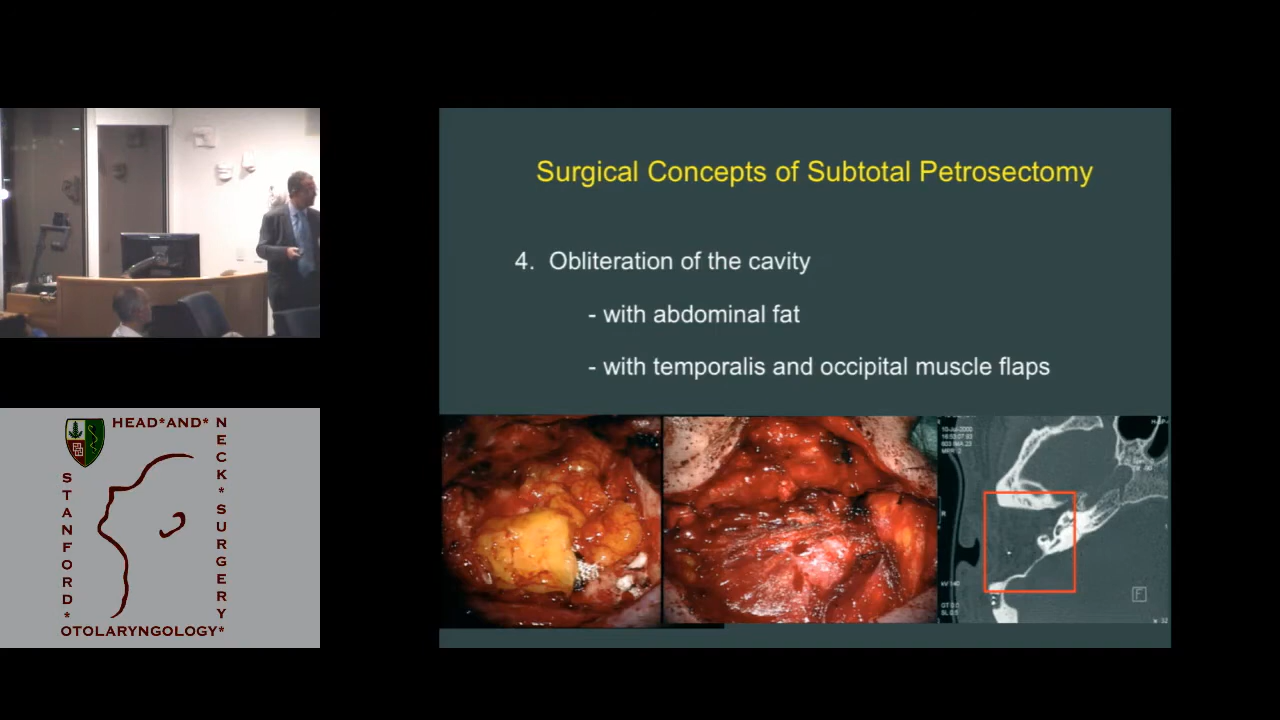 Surgical Concepts of Subtotal Petrosectomy
4. Obliteration of the cavity
- with abdominal fat
- with temporalis and occipital muscle flaps
HEAD*AND*
NECK*SURGERY*
STANFORD*
OTOLARYNGOLOGY*
R
F